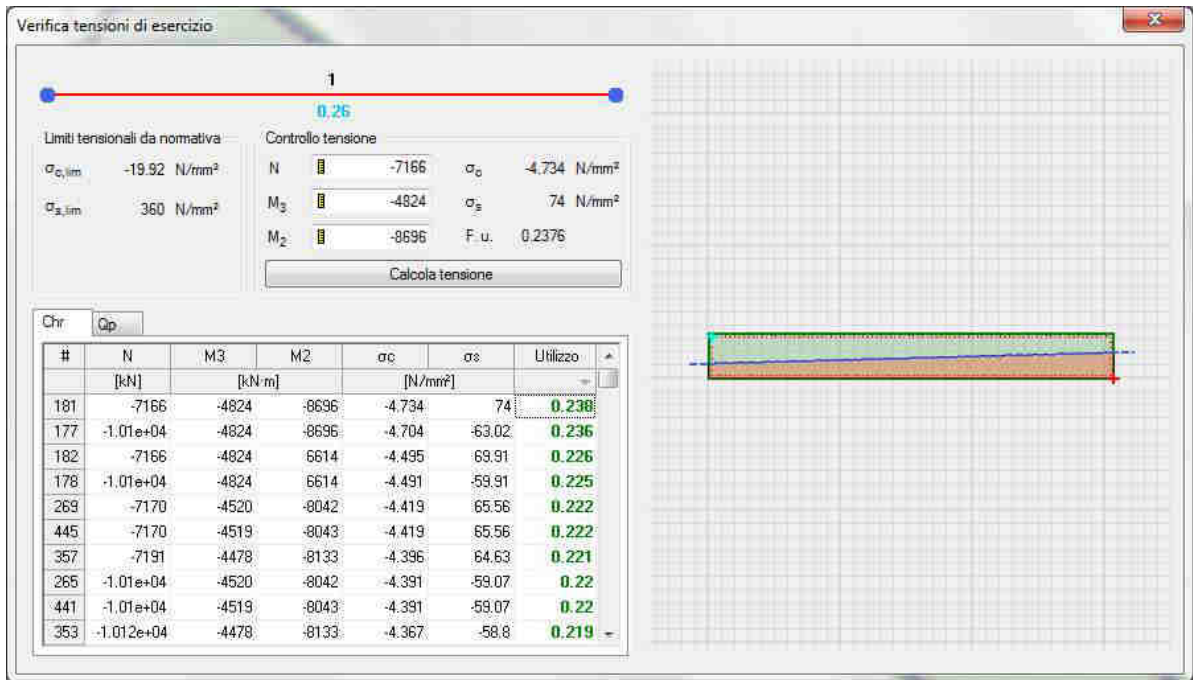 Verifica tensioni di esercizio
1
0.26
Limiti tensionali da normativa
σc,lim -19.92 N/mm²
σs,lim 360 N/mm²
Controllo tensione
N -7166 σc -4.734 N/mm²
M3 -4824 σs 74 N/mm²
M2 -8696 F. u. 0.2376
Calcola tensione
Chr Qp
# N M3 M2 σc σs Utilizzo
[kN] [kN·m] [N/mm²]
181 -7166 -4824 -8696 -4.734 74 0.238
177 -1.01e+04 -4824 -8696 -4.704 -63.02 0.236
182 -7166 -4824 6614 -4.495 69.91 0.226
178 -1.01e+04 -4824 6614 -4.491 -59.91 0.225
269 -7170 -4520 -8042 -4.419 65.56 0.222
445 -7170 -4519 -8043 -4.419 65.56 0.222
357 -7191 -4478 -8133 -4.396 64.63 0.221
265 -1.01e+04 -4520 -8042 -4.391 -59.07 0.22
441 -1.01e+04 -4519 -8043 -4.391 -59.07 0.22
353 -1.012e+04 -4478 -8133 -4.367 -58.8 0.219